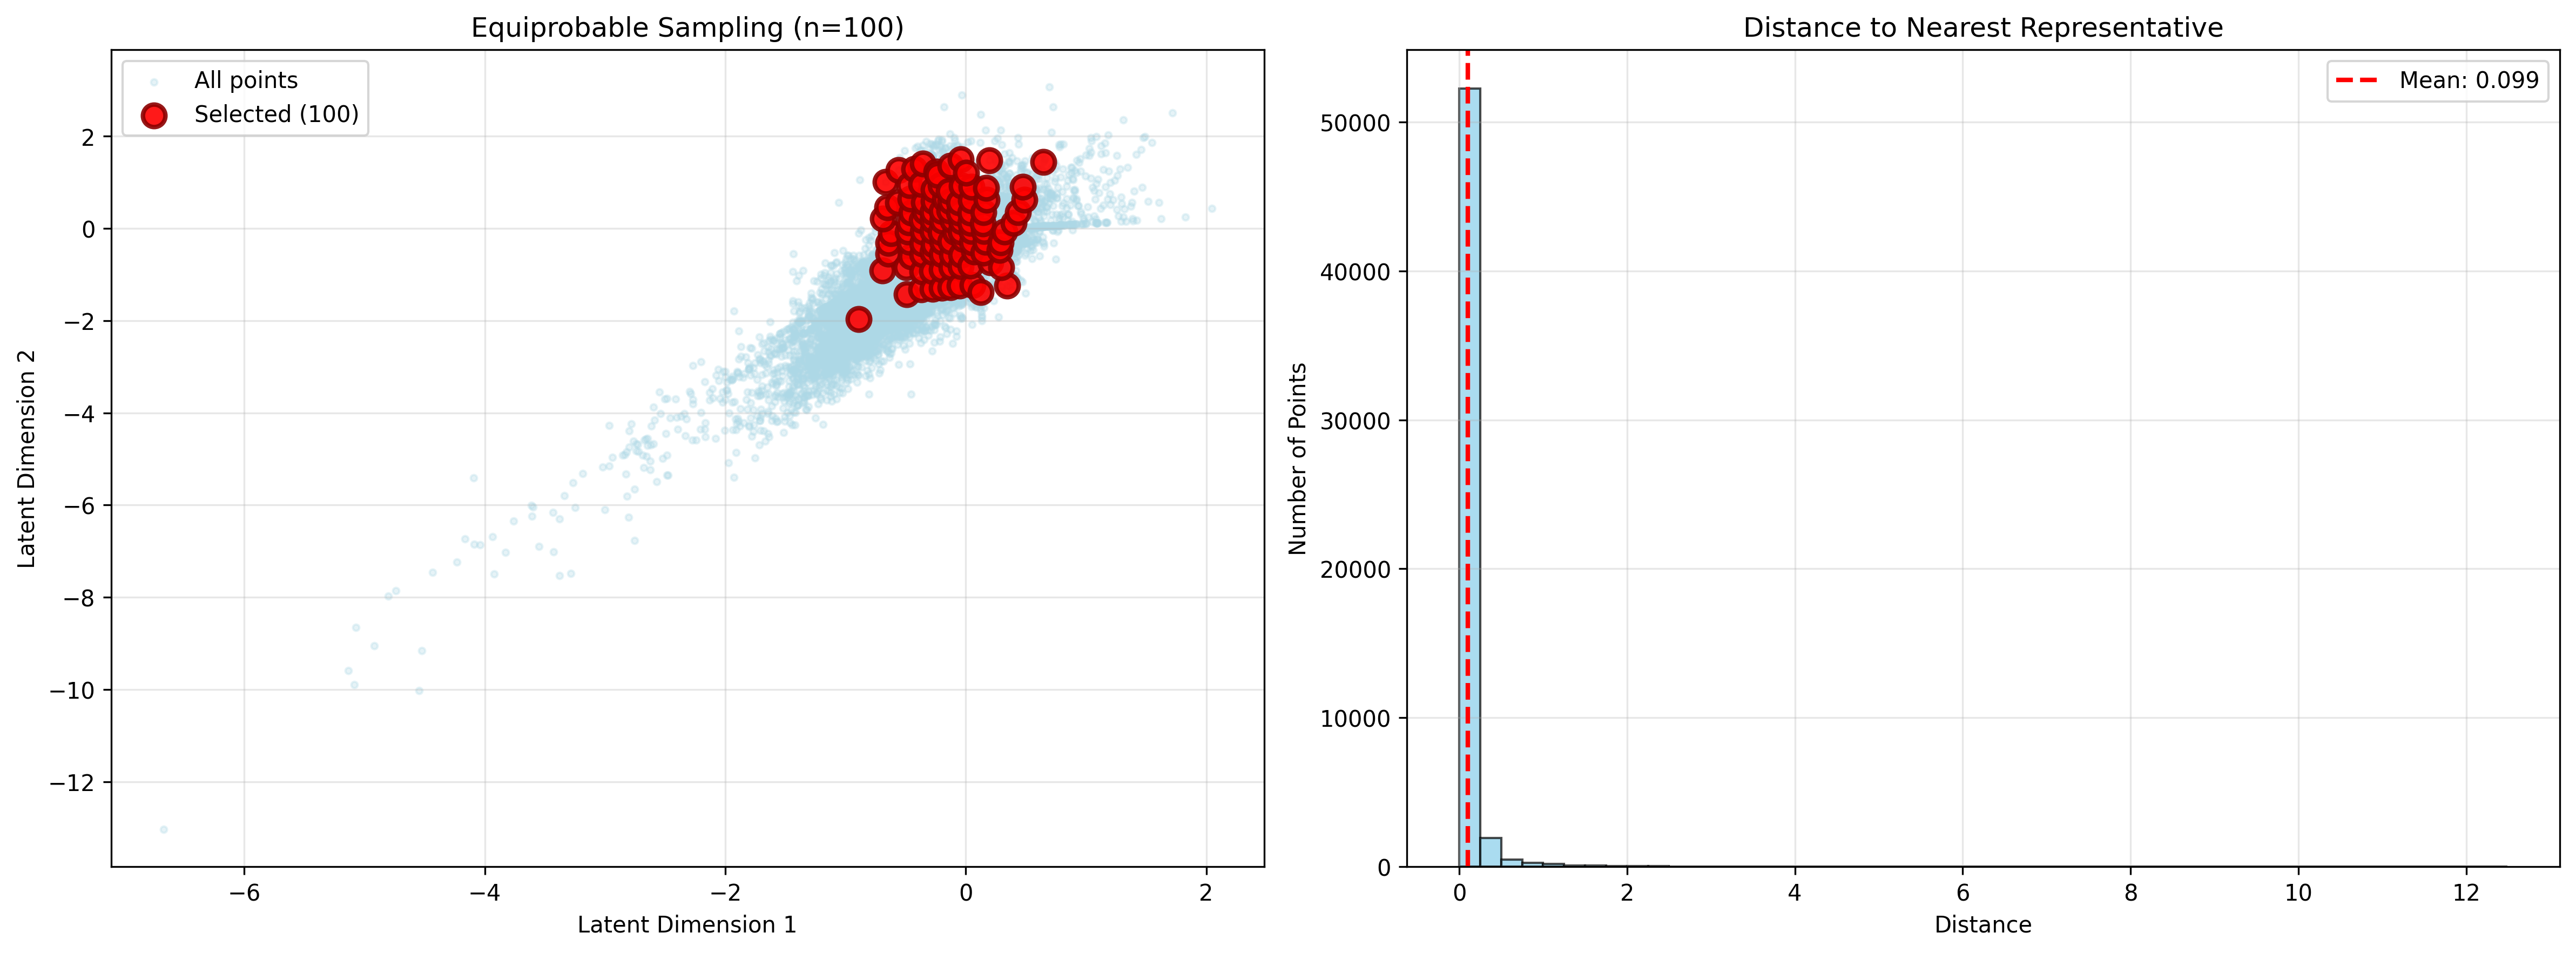 Equiprobable Sampling (n=100)
All points
Selected (100)
2
0
−2
−4
−6
−8
−10
−12
Latent Dimension 2
−6
−4
−2
0
2
Latent Dimension 1
Distance to Nearest Representative
Mean: 0.099
50000
40000
30000
20000
10000
0
Number of Points
0
2
4
6
8
10
12
Distance